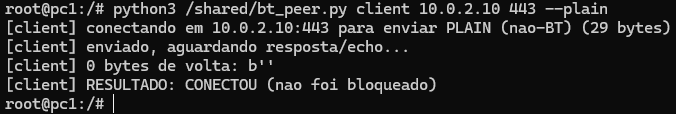 root@pc1:/# python3 /shared/bt_peer.py client 10.0.2.10 443 --plain
[client] conectando em 10.0.2.10:443 para enviar PLAIN (nao-BT) (29 bytes)
[client] enviado, aguardando resposta/echo...
[client] 0 bytes de volta: b''
[client] RESULTADO: CONECTOU (nao foi bloqueado)
root@pc1:/#